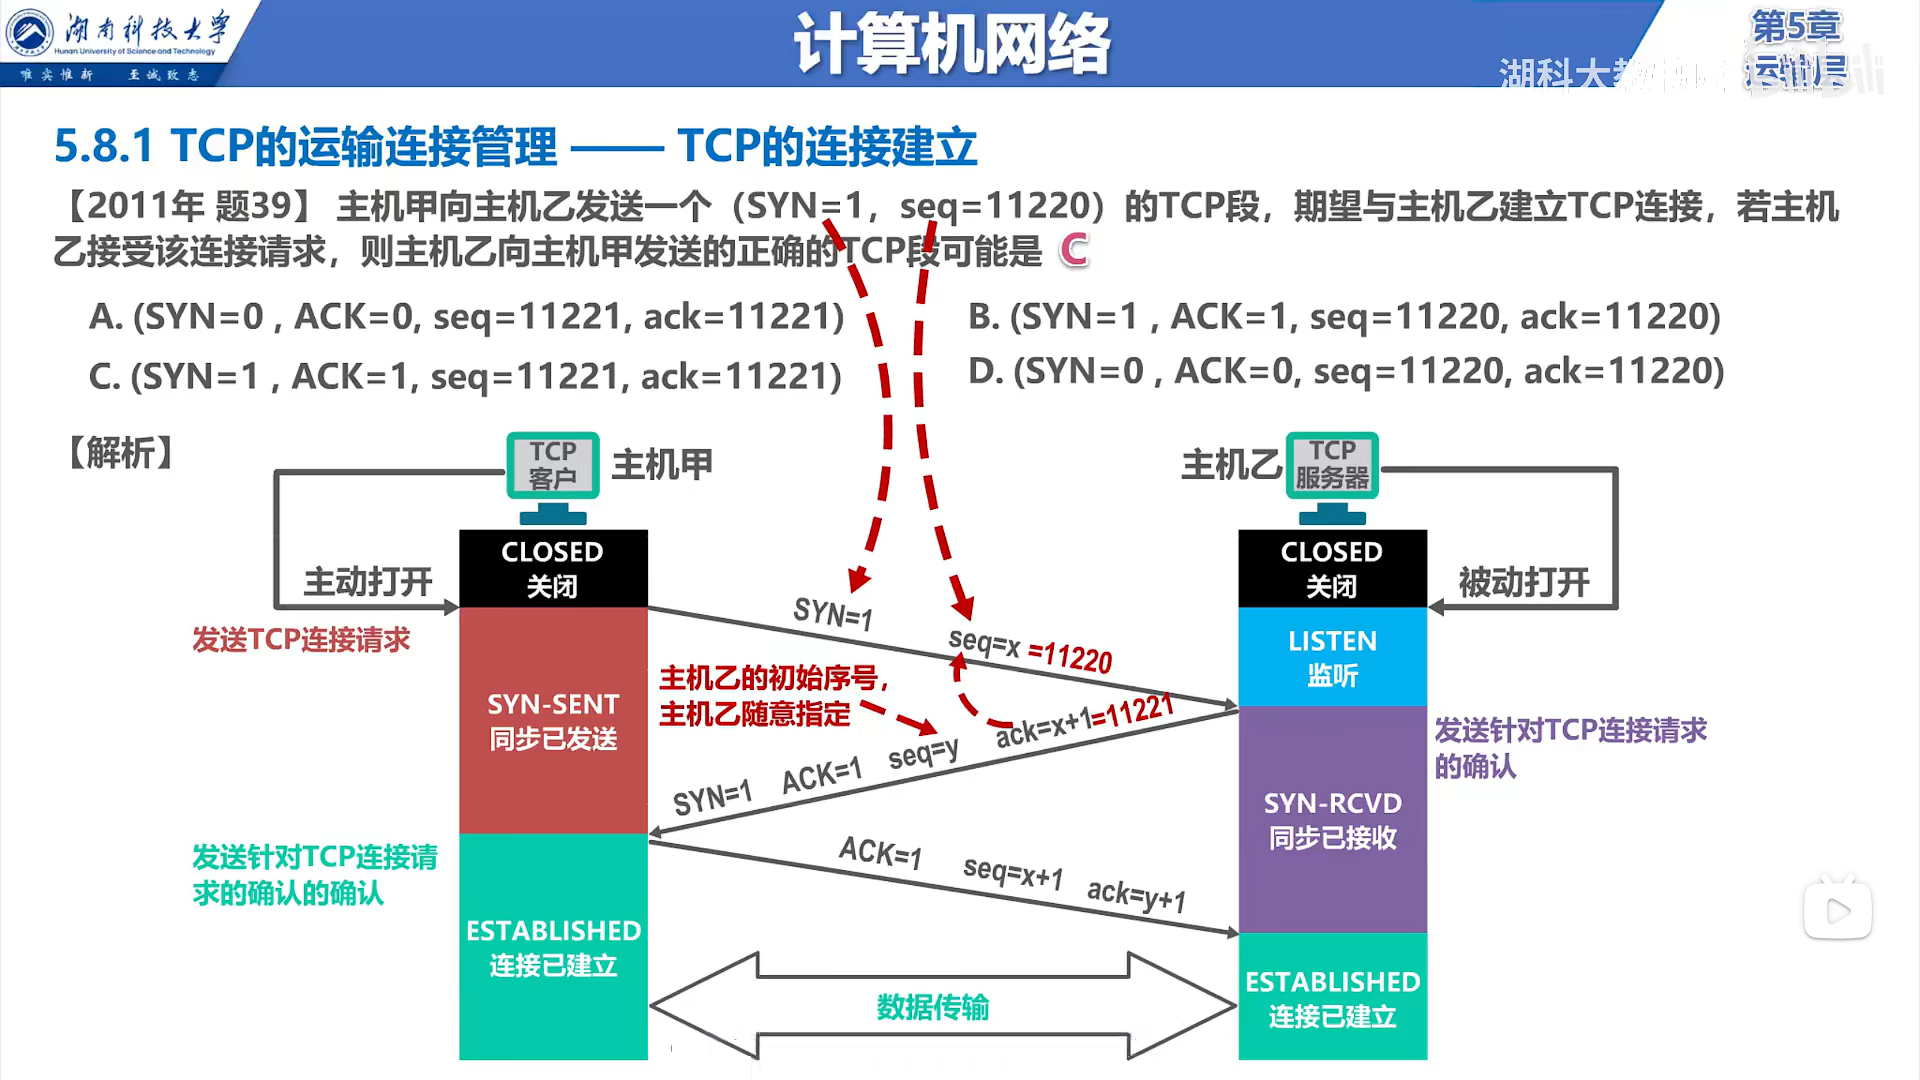 湖南科技大学
Hunan University of Science and Technology
唯实惟新 至诚致志
计算机网络
第5章
运输层
湖科大教
5.8.1 TCP的运输连接管理 —— TCP的连接建立
【2011年 题39】 主机甲向主机乙发送一个（SYN=1，seq=11220）的TCP段，期望与主机乙建立TCP连接，若主机
乙接受该连接请求，则主机乙向主机甲发送的正确的TCP段可能是 C
A. (SYN=0 , ACK=0, seq=11221, ack=11221)
B. (SYN=1 , ACK=1, seq=11220, ack=11220)
C. (SYN=1 , ACK=1, seq=11221, ack=11221)
D. (SYN=0 , ACK=0, seq=11220, ack=11220)
【解析】
TCP
客户
主机甲
主机乙
TCP
服务器
CLOSED
关闭
CLOSED
关闭
主动打开
被动打开
发送TCP连接请求
SYN=1
seq=x =11220
LISTEN
监听
主机乙的初始序号，
主机乙随意指定
SYN-SENT
同步已发送
SYN=1 ACK=1 seq=y ack=x+1=11221
发送针对TCP连接请求
的确认
SYN-RCVD
同步已接收
发送针对TCP连接请
求的确认的确认
ACK=1 seq=x+1 ack=y+1
ESTABLISHED
连接已建立
ESTABLISHED
连接已建立
数据传输